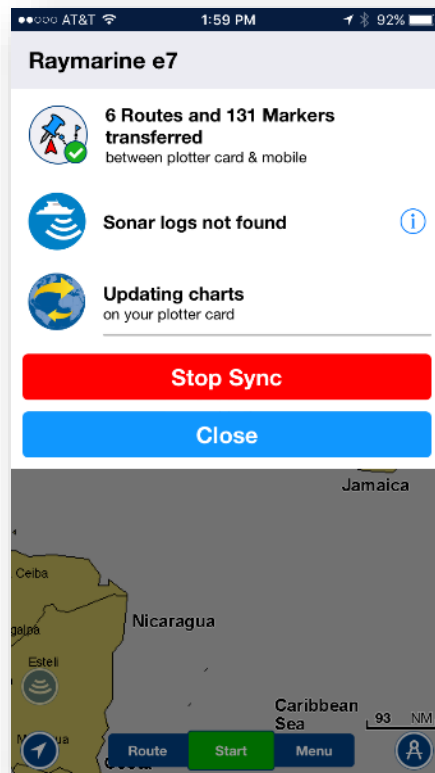 AT&T 1:59 PM 92%
Raymarine e7
6 Routes and 131 Markers
transferred
between plotter card & mobile
Sonar logs not found
i
Updating charts
on your plotter card
Stop Sync
Close
Jamaica
Ceiba
Nicaragua
Esteli
Caribbean
Sea
93 NM
Route Start Menu